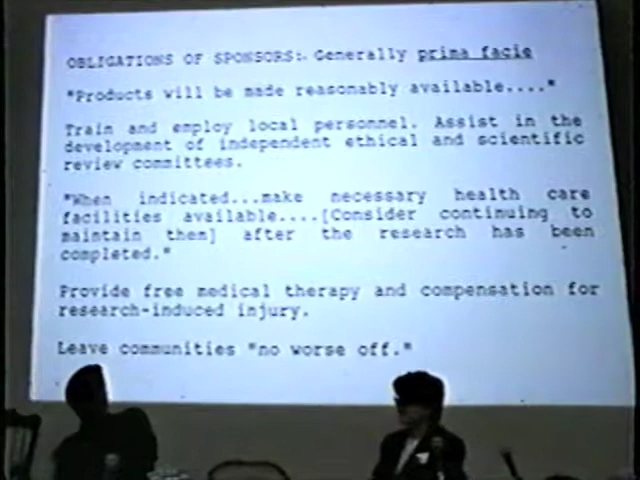 OBLIGATIONS OF SPONSORS: Generally prima facie
"Products will be made reasonably available...."
Train and employ local personnel. Assist in the
development of independent ethical and scientific
review committees.
"When indicated...make necessary health care
facilities available....[Consider continuing to
maintain them] after the research has been
completed."
Provide free medical therapy and compensation for
research-induced injury.
Leave communities "no worse off."